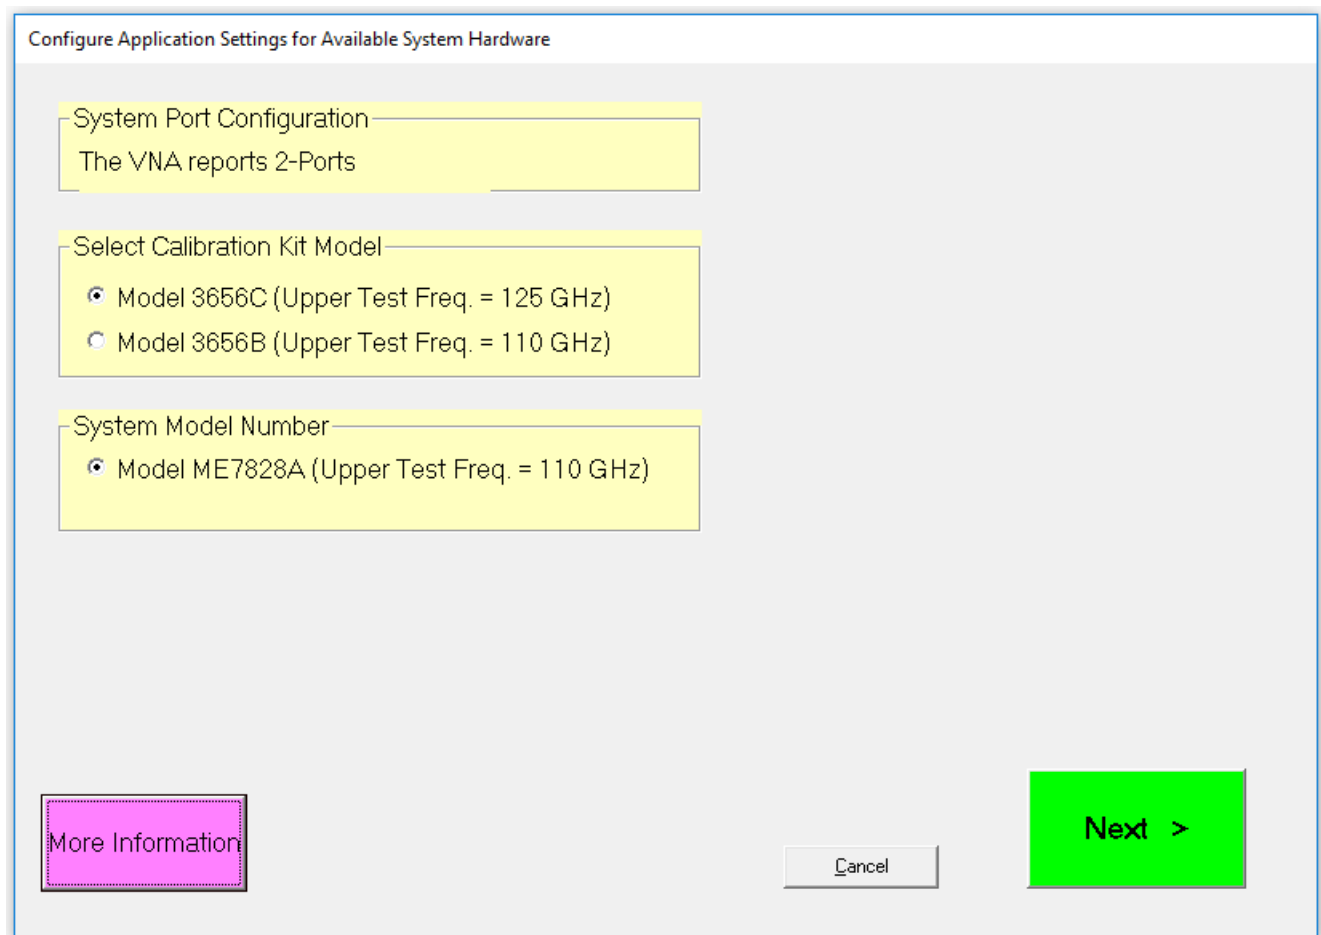 Configure Application Settings for Available System Hardware
System Port Configuration
The VNA reports 2-Ports
Select Calibration Kit Model
Model 3656C (Upper Test Freq. = 125 GHz)
Model 3656B (Upper Test Freq. = 110 GHz)
System Model Number
Model ME7828A (Upper Test Freq. = 110 GHz)
More Information
Cancel
Next >